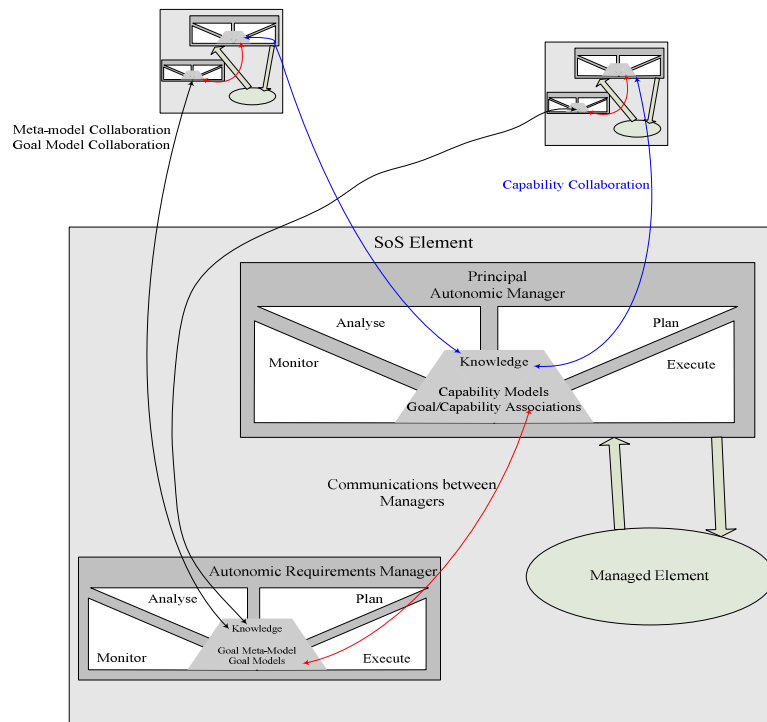 Meta-model Collaboration
Goal Model Collaboration
Capability Collaboration
SoS Element
Principal
Autonomic Manager
Analyse
Plan
Monitor
Knowledge
Execute
Capability Models
Goal/Capability Associations
Communications between
Managers
Managed Element
Autonomic Requirements Manager
Analyse
Plan
Knowledge
Monitor
Goal Meta-Model
Goal Models
Execute